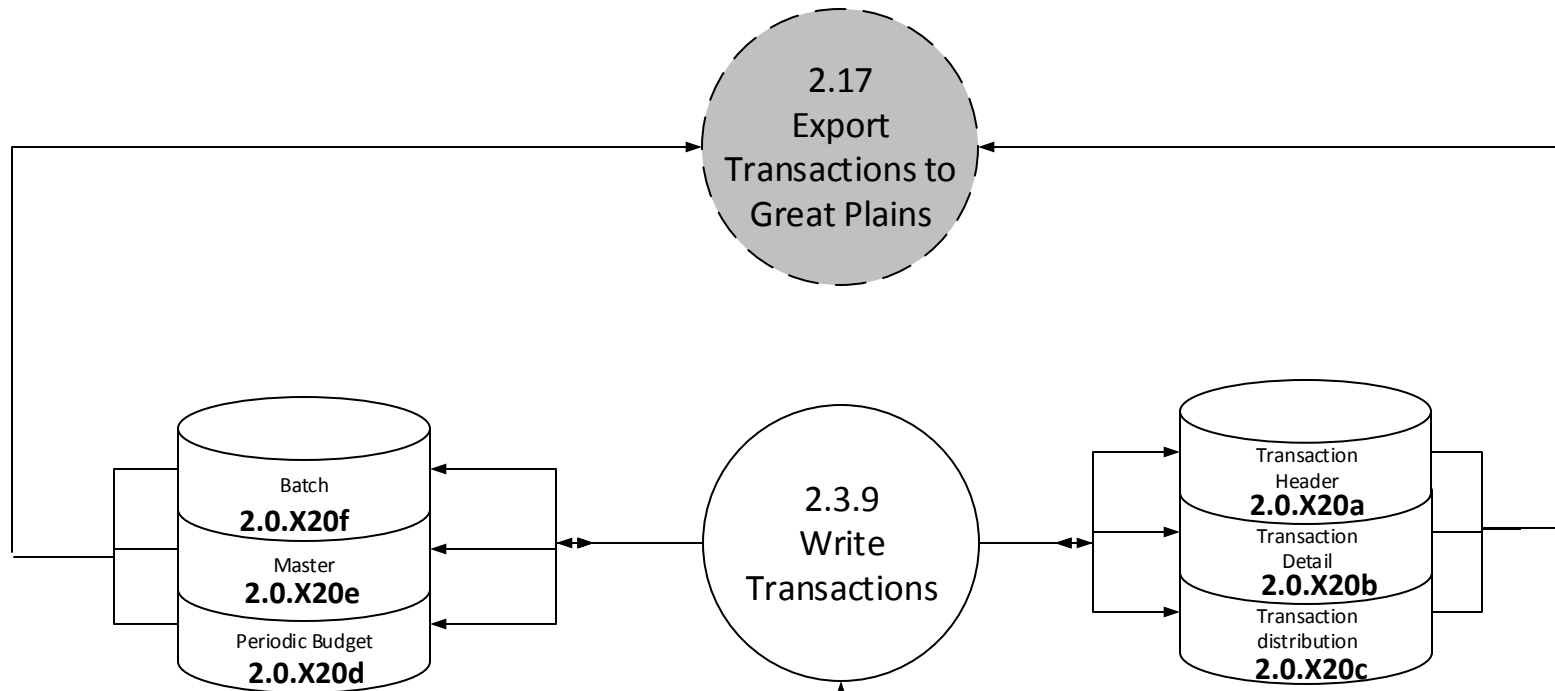 2.17
Export
Transactions to
Great Plains
Batch
2.0.X20f
Master
2.0.X20e
Periodic Budget
2.0.X20d
2.3.9
Write
Transactions
Transaction
Header
2.0.X20a
Transaction
Detail
2.0.X20b
Transaction
distribution
2.0.X20c